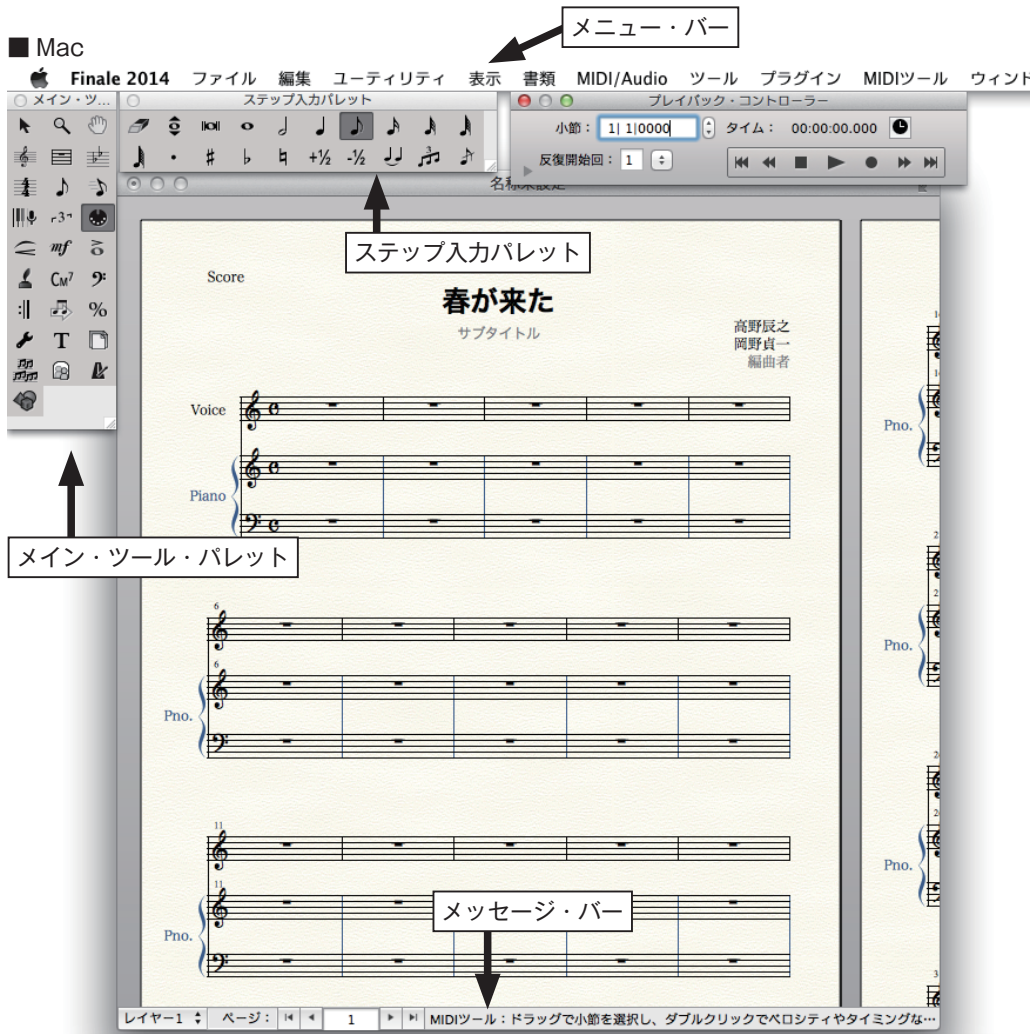 メニュー・バー
■ Mac
Finale 2014 ファイル 編集 ユーティリティ 表示 書類 MIDI/Audio ツール プラグイン MIDIツール ウィンド
メイン・ツ...
ステップ入力パレット
プレイバック・コントローラー
小節： 1| 1|0000 タイム： 00:00:00.000
+½ -½
反復開始回： 1
3
名称未設定
ステップ入力パレット
mf
CM7
%
T
Score
春が来た
サブタイトル
高野辰之
岡野貞一
編曲者
Voice
Piano
Pno.
メイン・ツール・パレット
6
6
Pno.
Pno.
11
11
Pno.
Pno.
メッセージ・バー
レイヤー1 ページ： 1 MIDIツール：ドラッグで小節を選択し、ダブルクリックでベロシティやタイミングな…